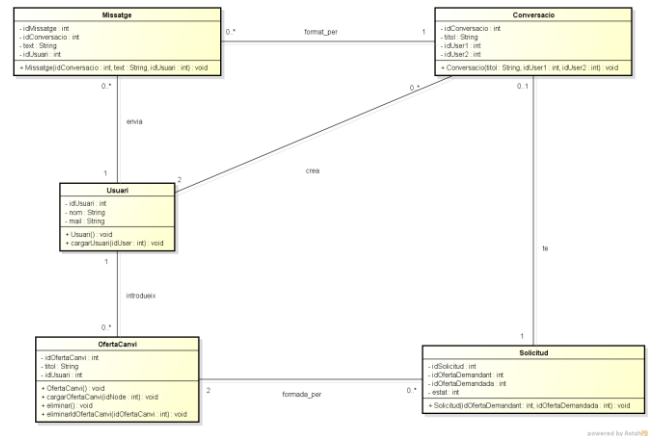 Missatge
- idMissatge : int
- idConversacio : int
- text : String
- idUsuari : int
+ Missatge(idConversacio : int, text : String, idUsuari : int) : void
0..*
format_per
1
Conversacio
- idConversacio : int
- titol : String
- idUser1 : int
- idUser2 : int
+ Conversacio(titol : String, idUser1 : int, idUser2 : int) : void
0..*
0..*
0..1
envia
crea
1
2
Usuari
- idUsuari : int
- nom : String
- mail : String
+ Usuari() : void
+ cargarUsuari(idUser : int) : void
1
te
introdueix
0..*
1
OfertaCanvi
- idOfertaCanvi : int
- titol : String
- idUsuari : int
+ OfertaCanvi() : void
+ cargarOfertaCanvi(idNode : int) : void
+ eliminar() : void
+ eliminarIdOfertaCanvi(idOfertaCanvi : int) : void
2
formada_per
0..*
Solicitud
- idSolicitud : int
- idOfertaDemandant : int
- idOfertaDemandada : int
- estat : int
+ Solicitud(idOfertaDemandant : int, idOfertaDemandada : int) : void
powered by Astah